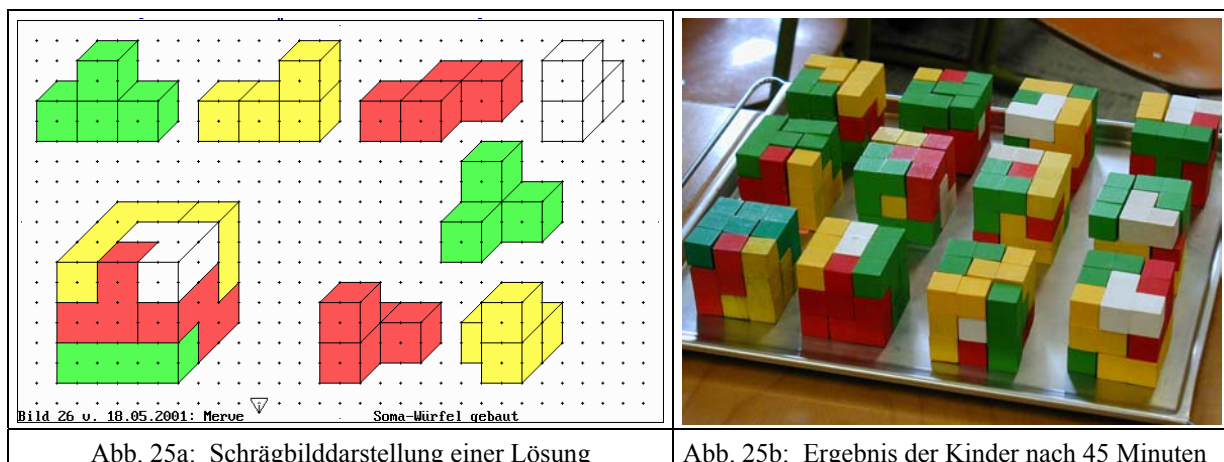 Bild 26 v. 18.05.2001: Merve
Soma-Würfel gebaut
Abb. 25a: Schrägbilddarstellung einer Lösung
Abb. 25b: Ergebnis der Kinder nach 45 Minuten